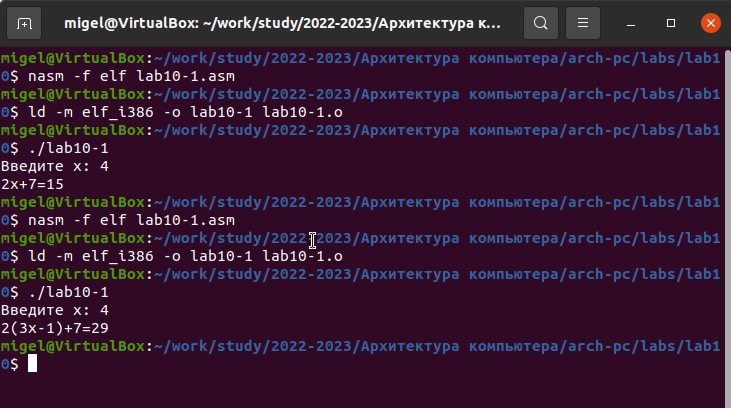 migel@VirtualBox: ~/work/study/2022-2023/Архитектура к...
migel@VirtualBox:~/work/study/2022-2023/Архитектура компьютера/arch-pc/labs/lab1
0$ nasm -f elf lab10-1.asm
migel@VirtualBox:~/work/study/2022-2023/Архитектура компьютера/arch-pc/labs/lab1
0$ ld -m elf_i386 -o lab10-1 lab10-1.o
migel@VirtualBox:~/work/study/2022-2023/Архитектура компьютера/arch-pc/labs/lab1
0$ ./lab10-1
Введите x: 4
2x+7=15
migel@VirtualBox:~/work/study/2022-2023/Архитектура компьютера/arch-pc/labs/lab1
0$ nasm -f elf lab10-1.asm
migel@VirtualBox:~/work/study/2022-2023/Архитектура компьютера/arch-pc/labs/lab1
0$ ld -m elf_i386 -o lab10-1 lab10-1.o
migel@VirtualBox:~/work/study/2022-2023/Архитектура компьютера/arch-pc/labs/lab1
0$ ./lab10-1
Введите x: 4
2(3x-1)+7=29
migel@VirtualBox:~/work/study/2022-2023/Архитектура компьютера/arch-pc/labs/lab1
0$